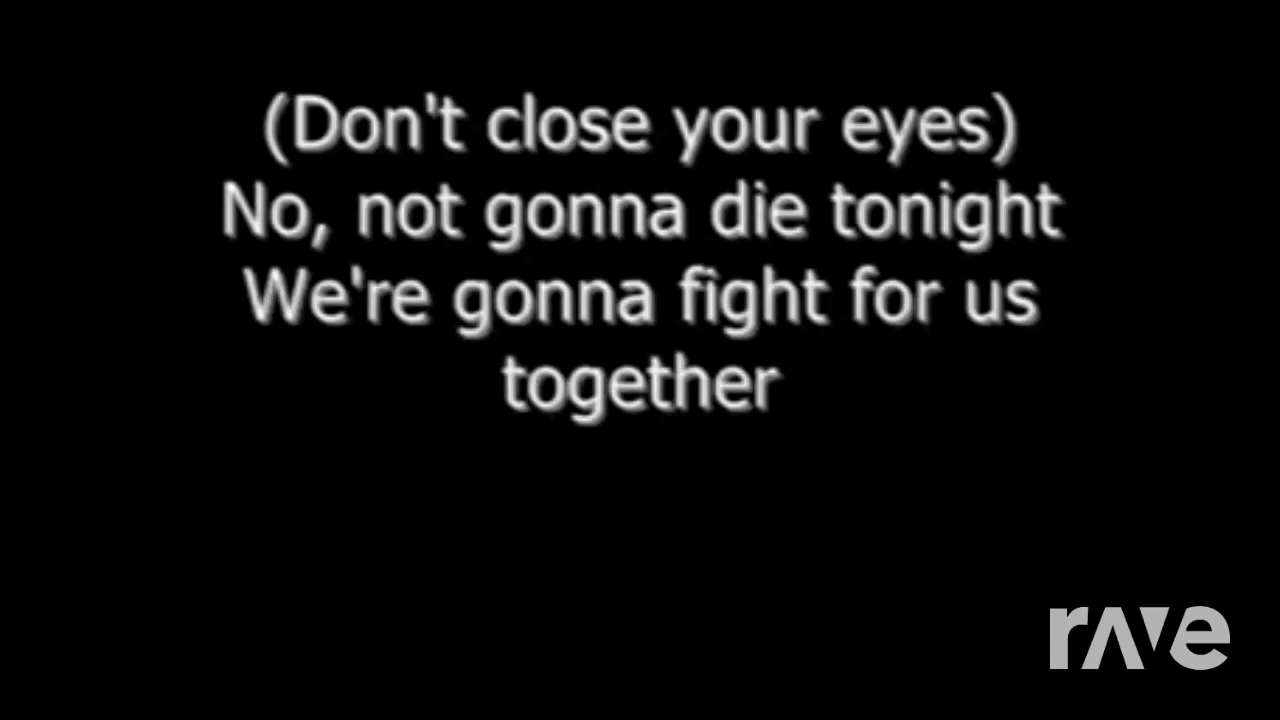 (Don't close your eyes)
No, not gonna die tonight
We're gonna fight for us
together
rave